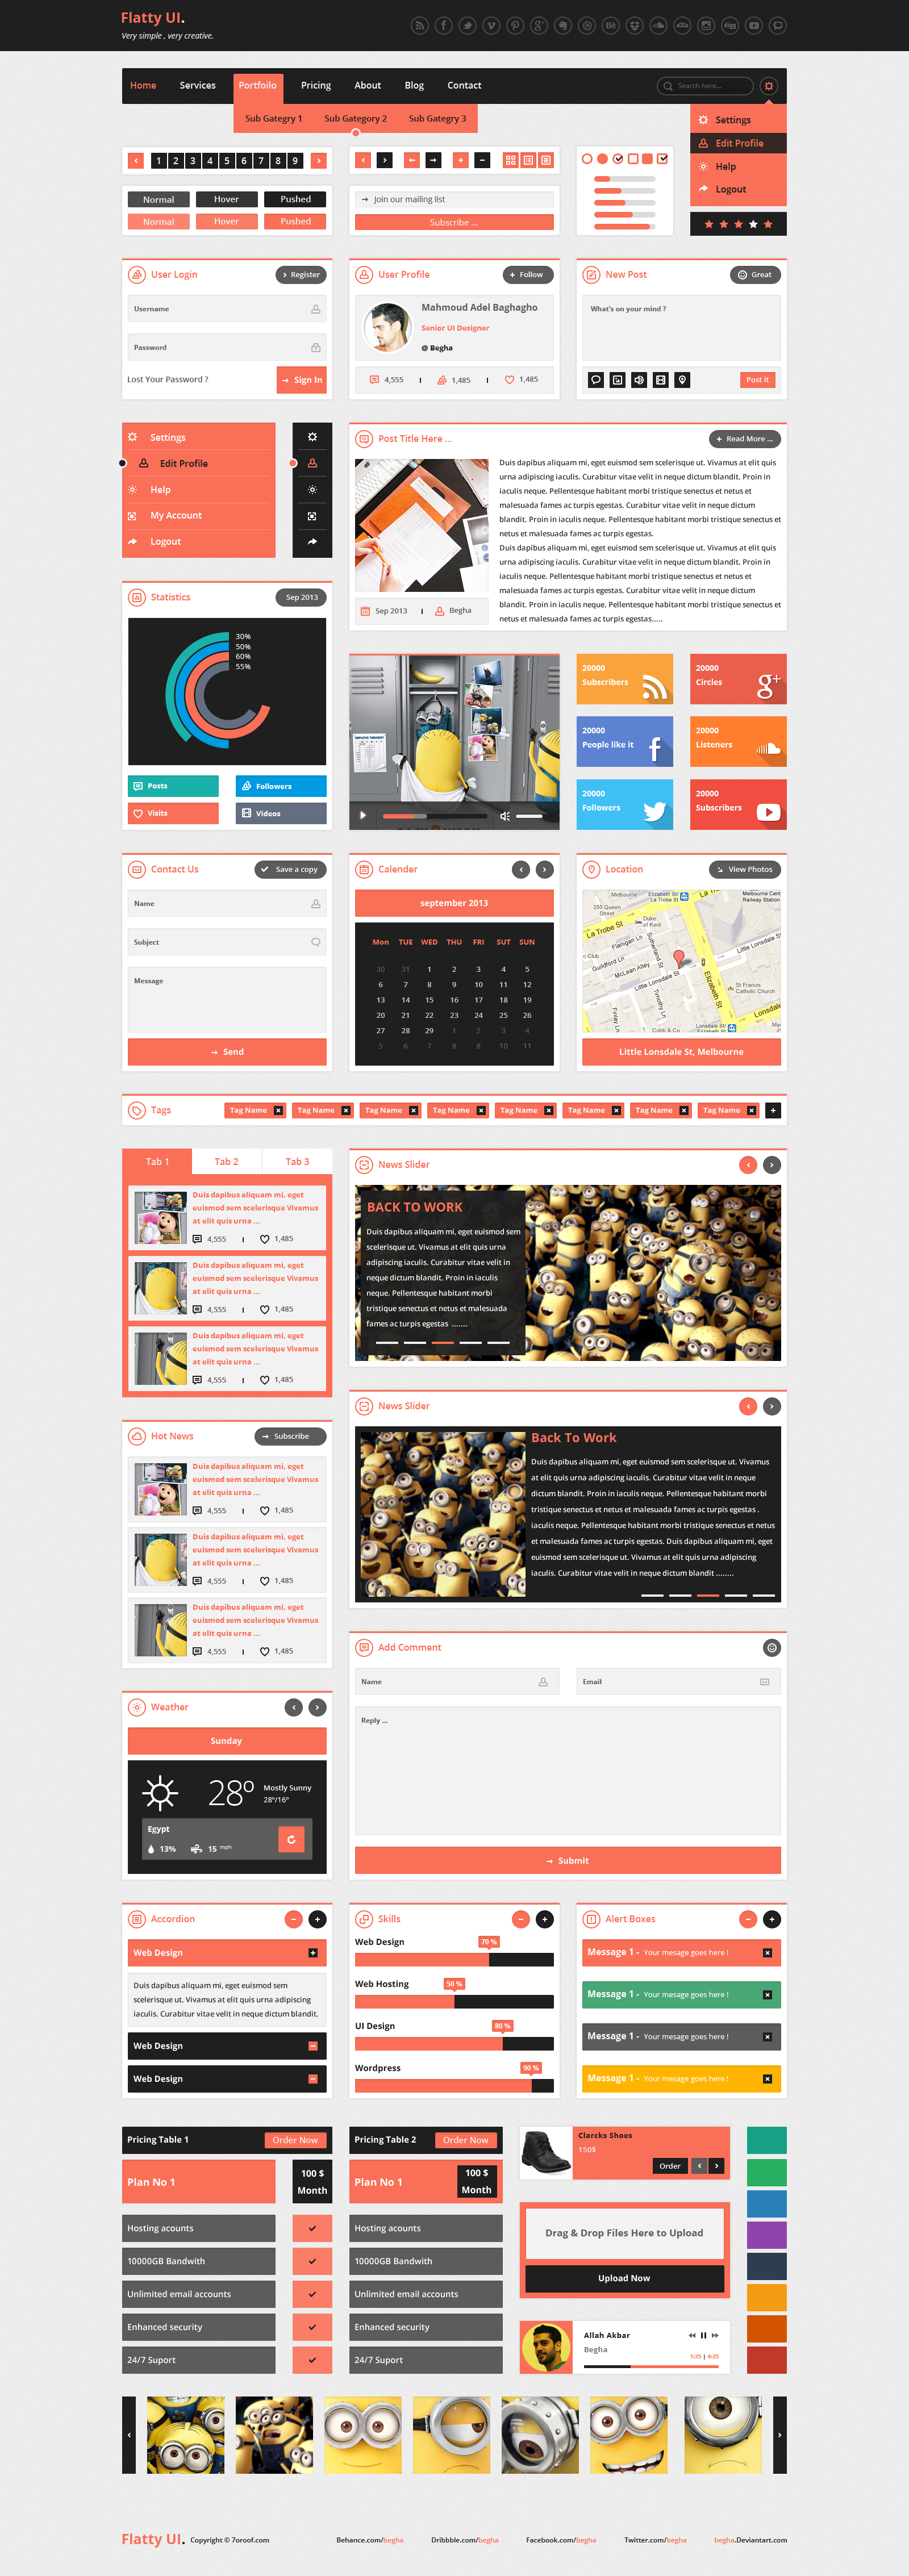 Flatty UI.
Very simple , very creative.
Home Services Portfoilo Pricing About Blog Contact
Search here...
Sub Gategry 1 Sub Gategory 2 Sub Gategry 3
Settings
Edit Profile
Help
Logout
1 2 3 4 5 6 7 8 9
Normal Hover Pushed
Normal Hover Pushed
Join our mailing list
Subscribe ...
User Login Register
Username
Password
Lost Your Password ? Sign In
User Profile Follow
Mahmoud Adel Baghagho
Senior UI Designer
@ Begha
4,555 1,485 1,485
New Post Great
What's on your mind ?
Post it
Settings
Edit Profile
Help
My Account
Logout
Post Title Here ... Read More ...
Duis dapibus aliquam mi, eget euismod sem scelerisque ut. Vivamus at elit quis
urna adipiscing iaculis. Curabitur vitae velit in neque dictum blandit. Proin in
iaculis neque. Pellentesque habitant morbi tristique senectus et netus et
malesuada fames ac turpis egestas. Curabitur vitae velit in neque dictum
blandit. Proin in iaculis neque. Pellentesque habitant morbi tristique senectus et
netus et malesuada fames ac turpis egestas.
Duis dapibus aliquam mi, eget euismod sem scelerisque ut. Vivamus at elit quis
urna adipiscing iaculis. Curabitur vitae velit in neque dictum blandit. Proin in
iaculis neque. Pellentesque habitant morbi tristique senectus et netus et
malesuada fames ac turpis egestas. Curabitur vitae velit in neque dictum
blandit. Proin in iaculis neque. Pellentesque habitant morbi tristique senectus et
netus et malesuada fames ac turpis egestas.....
Sep 2013 Begha
Statistics Sep 2013
30%
50%
60%
55%
Posts Followers
Visits Videos
20000
Subscribers
20000
Circles
20000
People like it
20000
Listeners
20000
Followers
20000
Subscribers
Contact Us Save a copy
Name
Subject
Message
Send
Calender
september 2013
Mon TUE WED THU FRI SUT SUN
30 31 1 2 3 4 5
6 7 8 9 10 11 12
13 14 15 16 17 18 19
20 21 22 23 24 25 26
27 28 29 1 2 3 4
5 6 7 8 8 10 11
Location View Photos
Little Lonsdale St, Melbourne
Tags Tag Name Tag Name Tag Name Tag Name Tag Name Tag Name Tag Name Tag Name
Tab 1 Tab 2 Tab 3
Duis dapibus aliquam mi, eget
euismod sem scelerisque Vivamus
at elit quis urna ...
4,555 1,485
Duis dapibus aliquam mi, eget
euismod sem scelerisque Vivamus
at elit quis urna ...
4,555 1,485
Duis dapibus aliquam mi, eget
euismod sem scelerisque Vivamus
at elit quis urna ...
4,555 1,485
News Slider
BACK TO WORK
Duis dapibus aliquam mi, eget euismod sem
scelerisque ut. Vivamus at elit quis urna
adipiscing iaculis. Curabitur vitae velit in
neque dictum blandit. Proin in iaculis
neque. Pellentesque habitant morbi
tristique senectus et netus et malesuada
fames ac turpis egestas .......
Hot News Subscribe
Duis dapibus aliquam mi, eget
euismod sem scelerisque Vivamus
at elit quis urna ...
4,555 1,485
Duis dapibus aliquam mi, eget
euismod sem scelerisque Vivamus
at elit quis urna ...
4,555 1,485
Duis dapibus aliquam mi, eget
euismod sem scelerisque Vivamus
at elit quis urna ...
4,555 1,485
News Slider
Back To Work
Duis dapibus aliquam mi, eget euismod sem scelerisque ut. Vivamus
at elit quis urna adipiscing iaculis. Curabitur vitae velit in neque
dictum blandit. Proin in iaculis neque. Pellentesque habitant morbi
tristique senectus et netus et malesuada fames ac turpis egestas .
iaculis neque. Pellentesque habitant morbi tristique senectus et netus
et malesuada fames ac turpis egestas. Duis dapibus aliquam mi, eget
euismod sem scelerisque ut. Vivamus at elit quis urna adipiscing
iaculis. Curabitur vitae velit in neque dictum blandit ........
Add Comment
Name Email
Reply ...
Submit
Weather
Sunday
28º Mostly Sunny
28º/16º
Egypt
13% 15 mph
Accordion
Web Design
Duis dapibus aliquam mi, eget euismod sem
scelerisque ut. Vivamus at elit quis urna adipiscing
iaculis. Curabitur vitae velit in neque dictum blandit.
Web Design
Web Design
Skills
Web Design 70 %
Web Hosting 50 %
UI Design 80 %
Wordpress 90 %
Alert Boxes
Message 1 - Your mesage goes here !
Message 1 - Your mesage goes here !
Message 1 - Your mesage goes here !
Message 1 - Your mesage goes here !
Pricing Table 1 Order Now
Plan No 1 100 $
Month
Hosting acounts
10000GB Bandwith
Unlimited email accounts
Enhanced security
24/7 Suport
Pricing Table 2 Order Now
Plan No 1 100 $
Month
Hosting acounts
10000GB Bandwith
Unlimited email accounts
Enhanced security
24/7 Suport
Clarcks Shoes
150$
Order
Drag & Drop Files Here to Upload
Upload Now
Allah Akbar
Begha
1:35 | 4:35
Flatty UI. Copyright © 7oroof.com Behance.com/begha Dribbble.com/begha Facebook.com/begha Twitter.com/begha begha.Deviantart.com